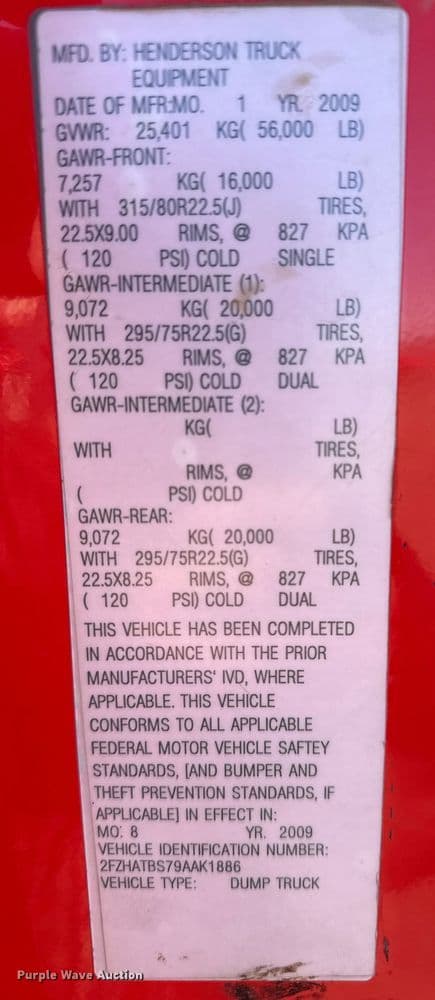 MFD. BY: HENDERSON TRUCK
EQUIPMENT
DATE OF MFR:MO. 1 YR. 2009
GVWR: 25,401 KG( 56,000 LB)
GAWR-FRONT:
7,257 KG( 16,000 LB)
WITH 315/80R22.5(J) TIRES,
22.5X9.00 RIMS, @ 827 KPA
( 120 PSI) COLD SINGLE
GAWR-INTERMEDIATE (1):
9,072 KG( 20,000 LB)
WITH 295/75R22.5(G) TIRES,
22.5X8.25 RIMS, @ 827 KPA
( 120 PSI) COLD DUAL
GAWR-INTERMEDIATE (2):
KG( LB)
WITH TIRES,
RIMS, @ KPA
( PSI) COLD
GAWR-REAR:
9,072 KG( 20,000 LB)
WITH 295/75R22.5(G) TIRES,
22.5X8.25 RIMS, @ 827 KPA
( 120 PSI) COLD DUAL
THIS VEHICLE HAS BEEN COMPLETED
IN ACCORDANCE WITH THE PRIOR
MANUFACTURERS' IVD, WHERE
APPLICABLE. THIS VEHICLE
CONFORMS TO ALL APPLICABLE
FEDERAL MOTOR VEHICLE SAFTEY
STANDARDS, [AND BUMPER AND
THEFT PREVENTION STANDARDS, IF
APPLICABLE] IN EFFECT IN:
MO: 8 YR. 2009
VEHICLE IDENTIFICATION NUMBER:
2FZHATBS79AAK1886
VEHICLE TYPE: DUMP TRUCK
Purple Wave Auction